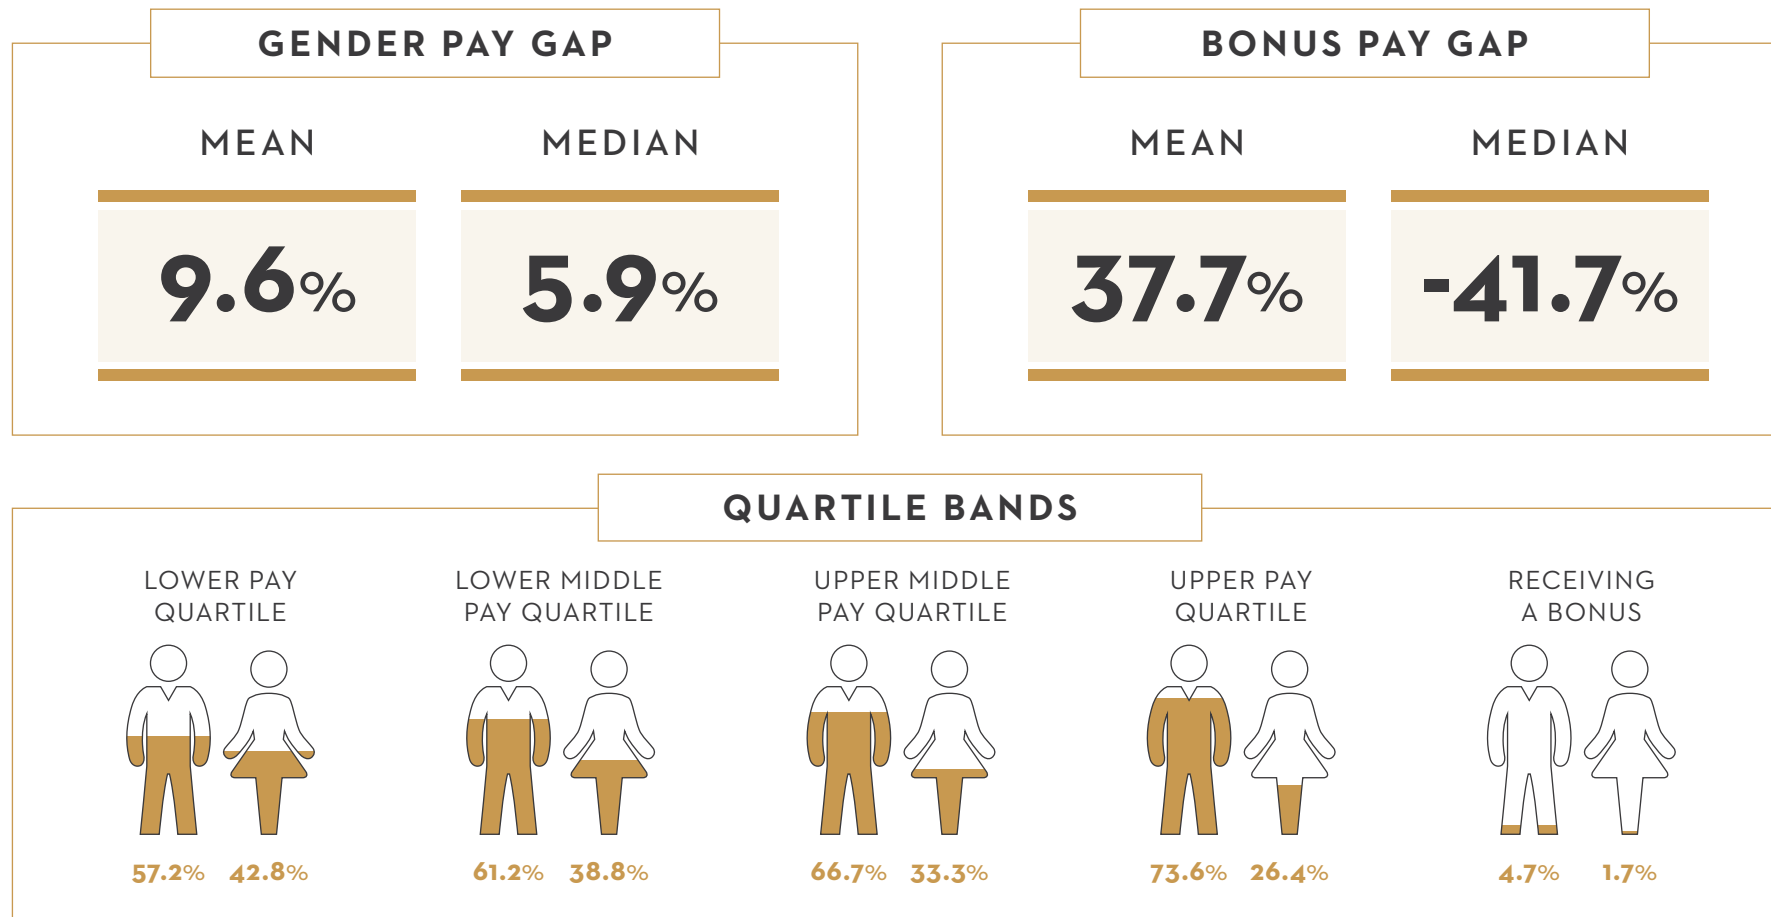 GENDER PAY GAP
MEAN MEDIAN
9.6% 5.9%
BONUS PAY GAP
MEAN MEDIAN
37.7% -41.7%
QUARTILE BANDS
LOWER PAY
QUARTILE
57.2% 42.8%
LOWER MIDDLE
PAY QUARTILE
61.2% 38.8%
UPPER MIDDLE
PAY QUARTILE
66.7% 33.3%
UPPER PAY
QUARTILE
73.6% 26.4%
RECEIVING
A BONUS
4.7% 1.7%